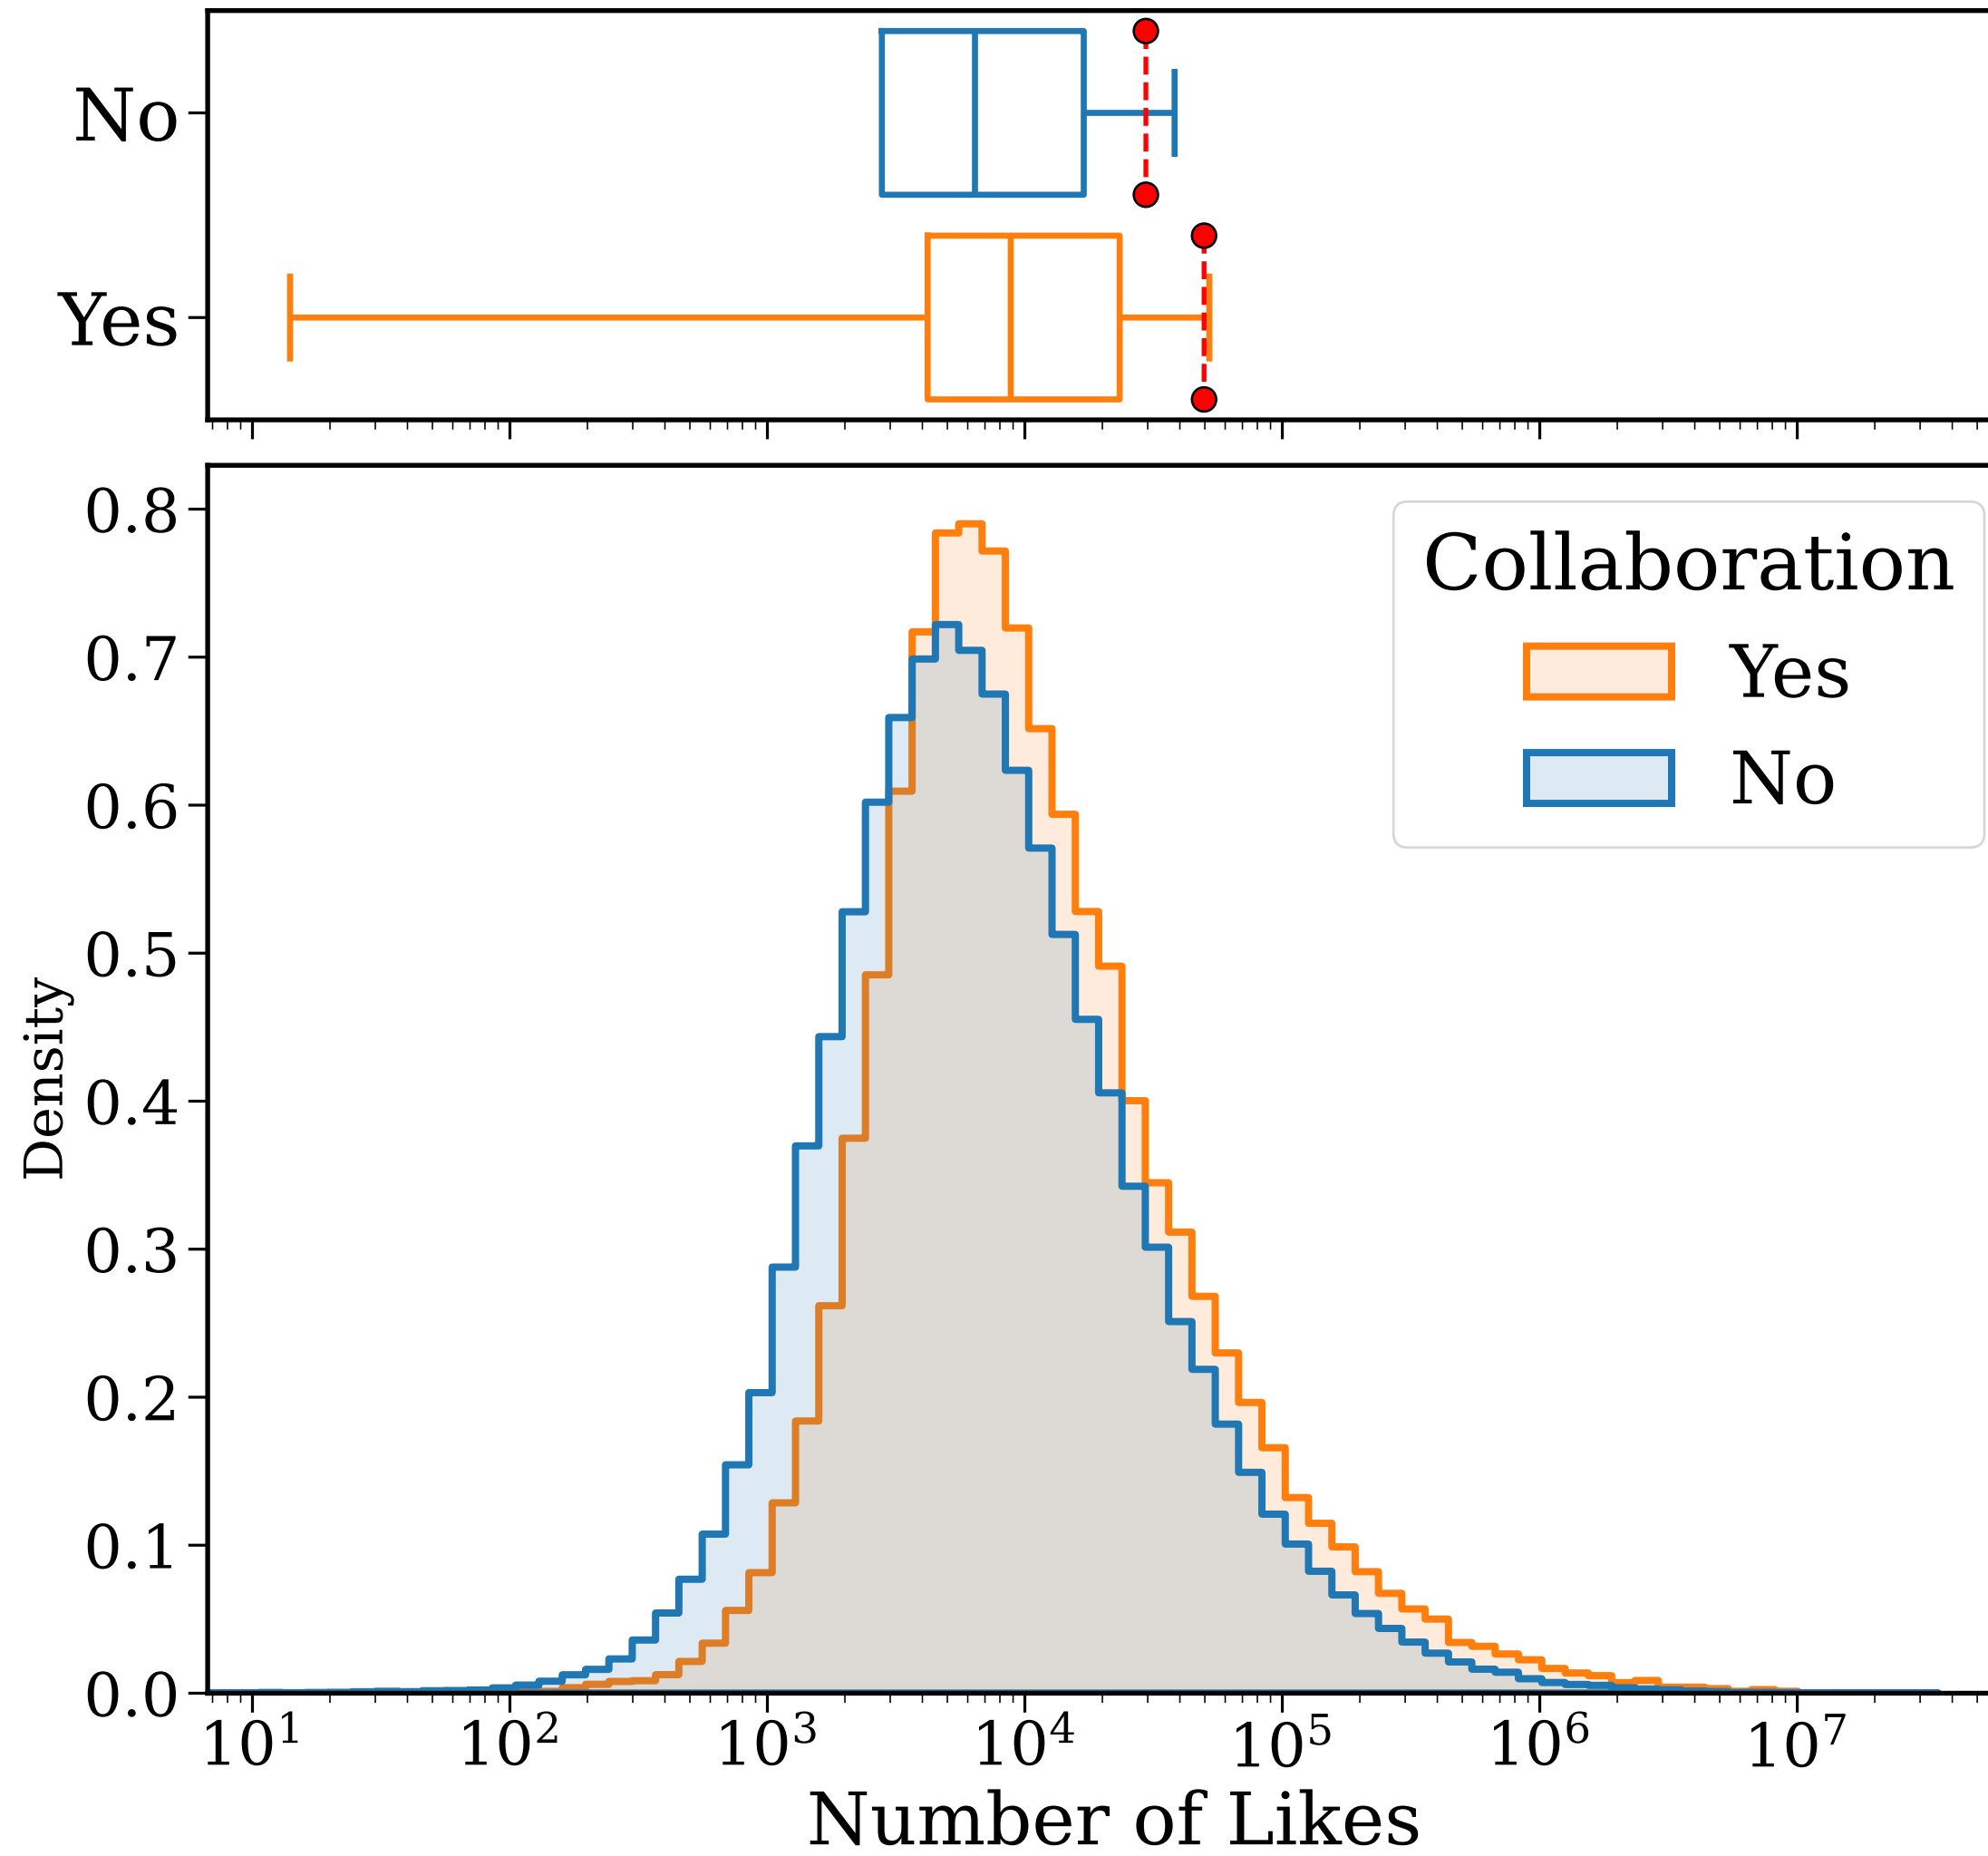 No
Yes
0.8
0.7
0.6
0.5
0.4
0.3
0.2
0.1
0.0
Density
Collaboration
Yes
No
10¹ 10² 10³ 10⁴ 10⁵ 10⁶ 10⁷
Number of Likes